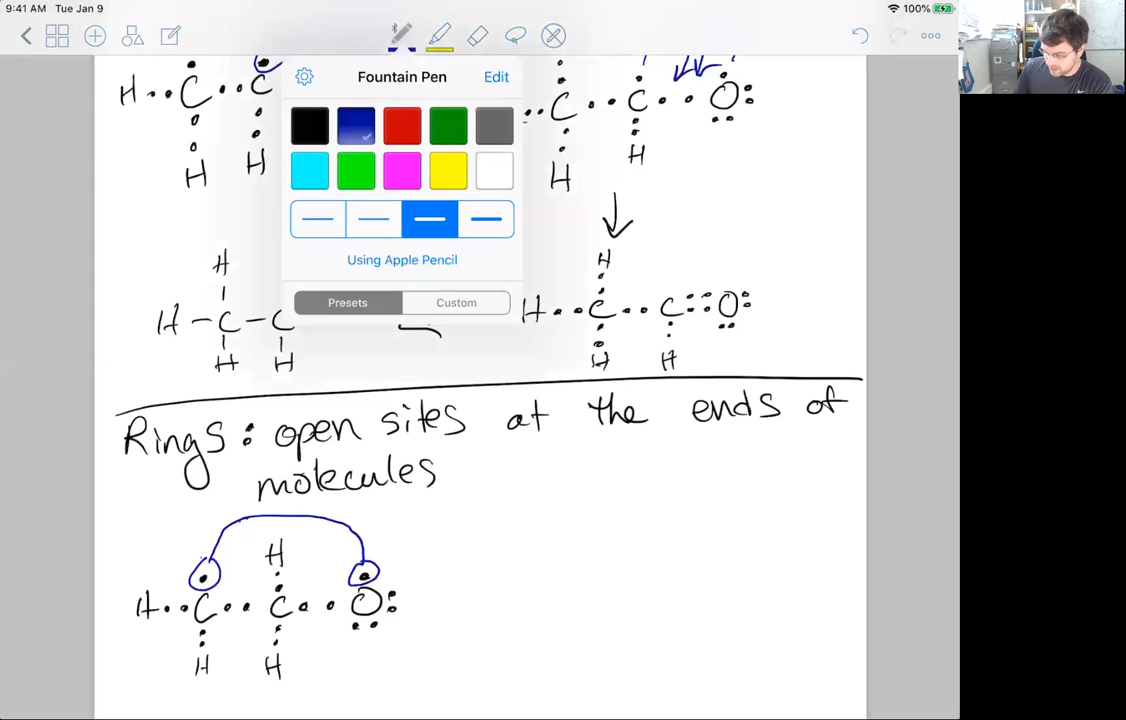 9:41 AM Tue Jan 9
100%
Fountain Pen
Edit
H C C
H H
C C O
H H
Using Apple Pencil
Presets
Custom
H
H - C - C
H H
H
H C C O
H H
Rings: open sites at the ends of
molecules
H
H C C O
H H